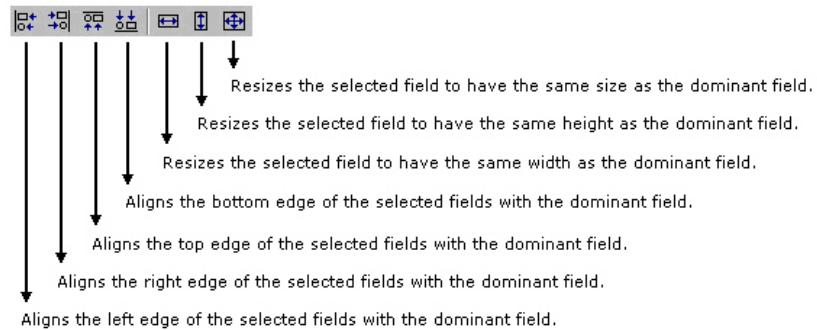 Resizes the selected field to have the same size as the dominant field.
Resizes the selected field to have the same height as the dominant field.
Resizes the selected field to have the same width as the dominant field.
Aligns the bottom edge of the selected fields with the dominant field.
Aligns the top edge of the selected fields with the dominant field.
Aligns the right edge of the selected fields with the dominant field.
Aligns the left edge of the selected fields with the dominant field.